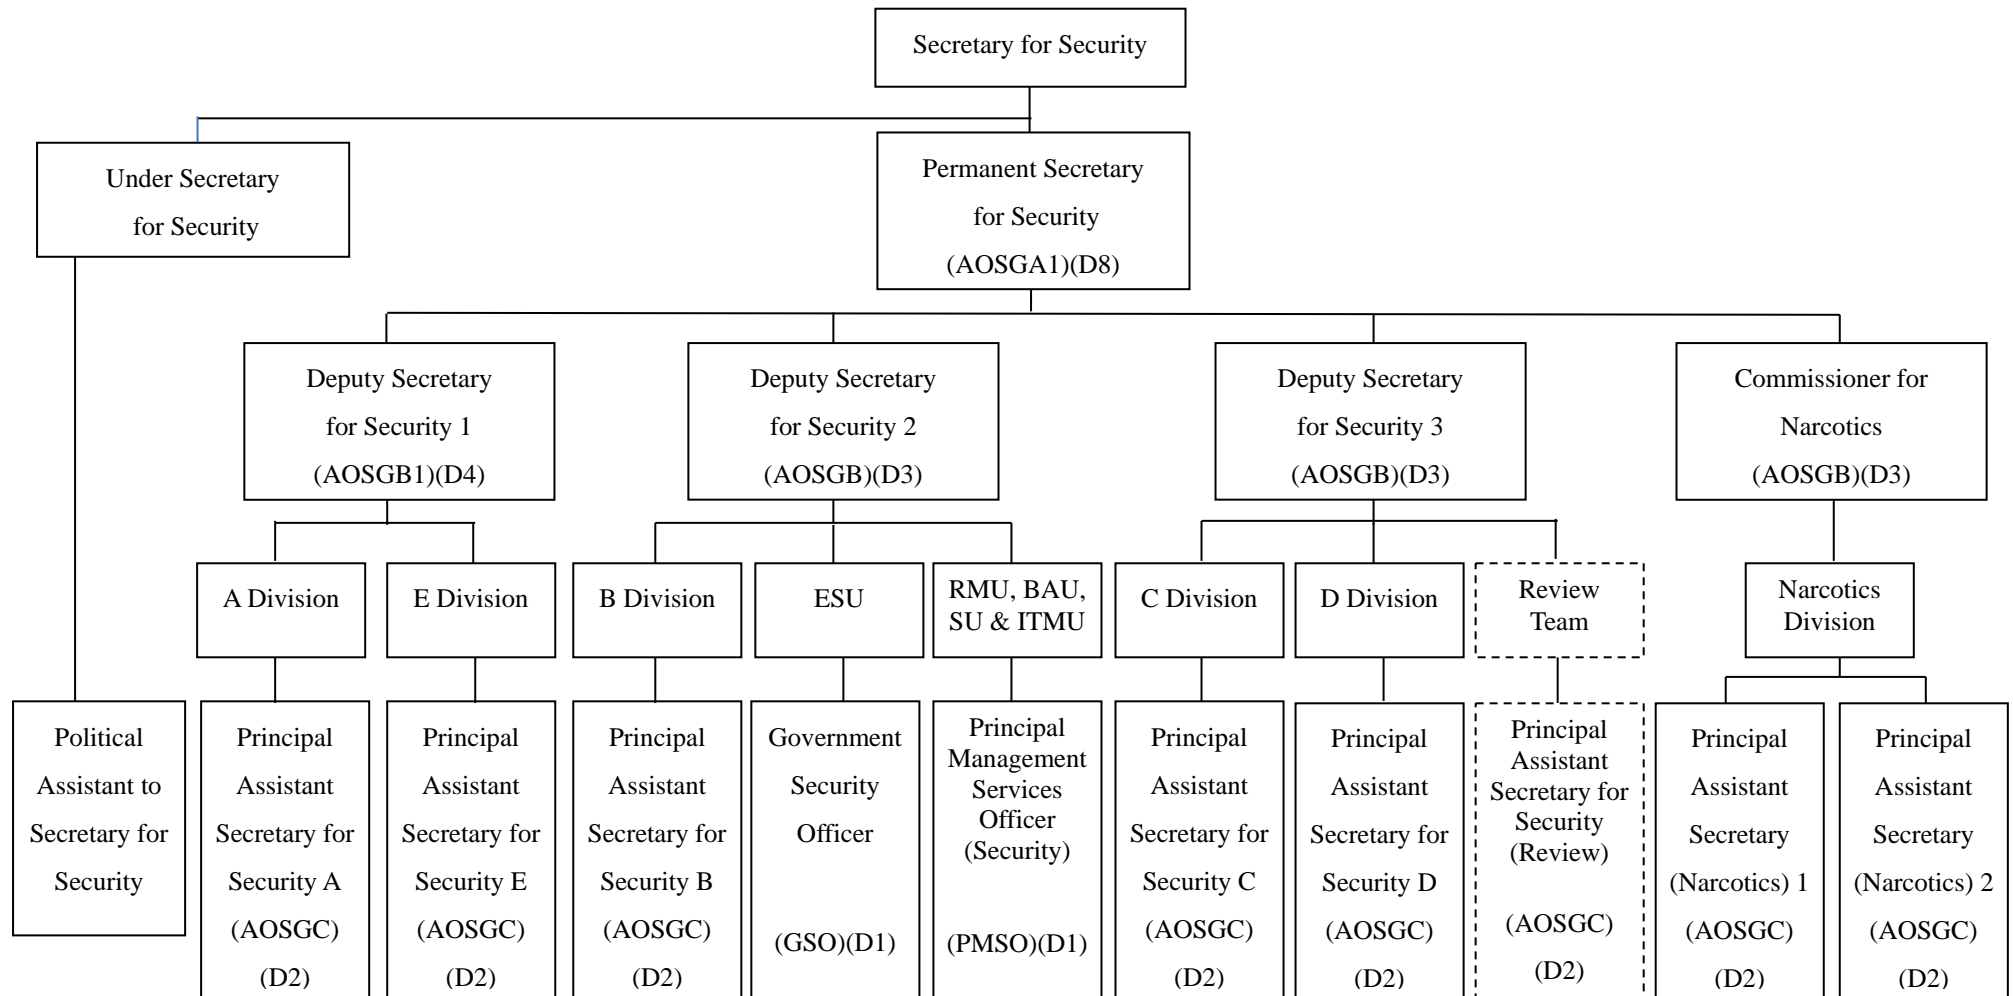 Secretary for Security
Under Secretary
for Security
Permanent Secretary
for Security
(AOSGA1)(D8)
Deputy Secretary
for Security 1
(AOSGB1)(D4)
Deputy Secretary
for Security 2
(AOSGB)(D3)
Deputy Secretary
for Security 3
(AOSGB)(D3)
Commissioner for
Narcotics
(AOSGB)(D3)
A Division
E Division
B Division
ESU
RMU, BAU,
SU & ITMU
C Division
D Division
Review
Team
Narcotics
Division
Political
Assistant to
Secretary for
Security
Principal
Assistant
Secretary for
Security A
(AOSGC)
(D2)
Principal
Assistant
Secretary for
Security E
(AOSGC)
(D2)
Principal
Assistant
Secretary for
Security B
(AOSGC)
(D2)
Government
Security
Officer
(GSO)(D1)
Principal
Management
Services
Officer
(Security)
(PMSO)(D1)
Principal
Assistant
Secretary for
Security C
(AOSGC)
(D2)
Principal
Assistant
Secretary for
Security D
(AOSGC)
(D2)
Principal
Assistant
Secretary for
Security
(Review)
(AOSGC)
(D2)
Principal
Assistant
Secretary
(Narcotics) 1
(AOSGC)
(D2)
Principal
Assistant
Secretary
(Narcotics) 2
(AOSGC)
(D2)